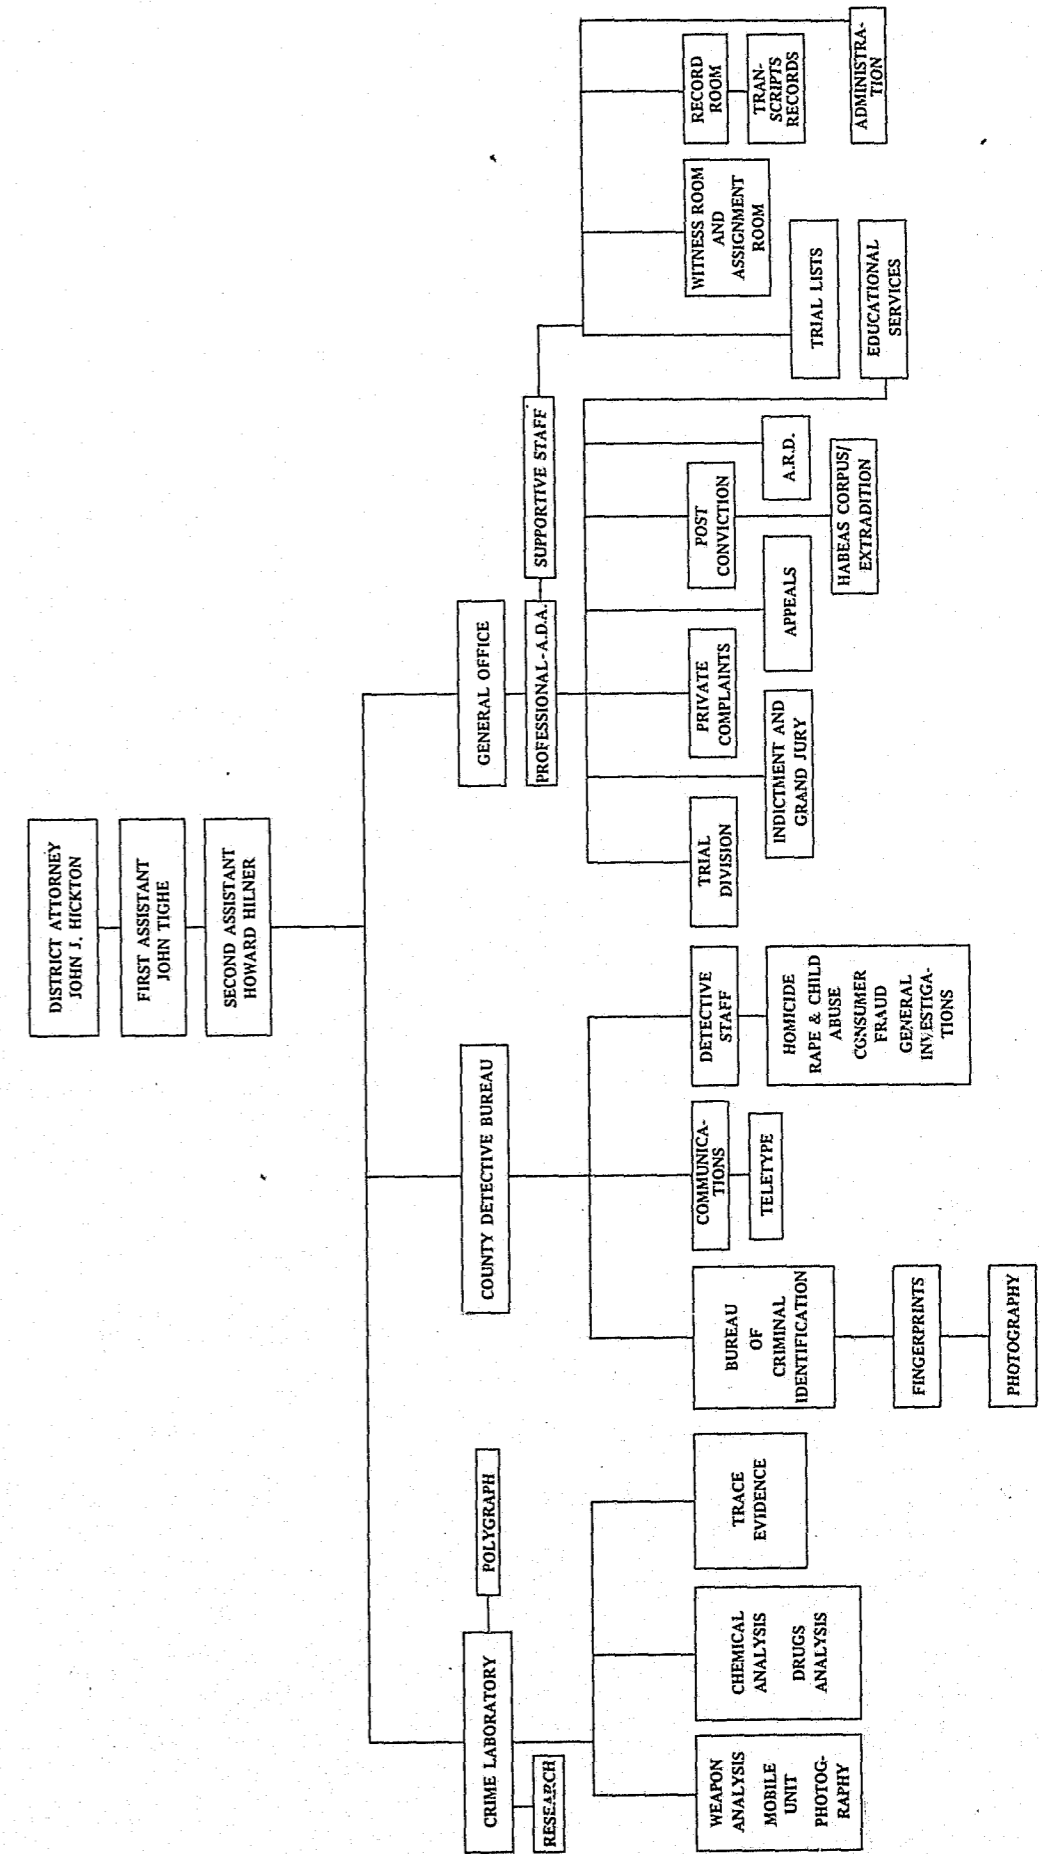 DISTRICT ATTORNEY
JOHN J. HICKTON
FIRST ASSISTANT
JOHN TIGHE
SECOND ASSISTANT
HOWARD HILNER
CRIME LABORATORY
POLYGRAPH
RESEARCH
WEAPON
ANALYSIS
MOBILE
UNIT
PHOTOG-
RAPHY
CHEMICAL
ANALYSIS
DRUGS
ANALYSIS
TRACE
EVIDENCE
COUNTY DETECTIVE BUREAU
BUREAU
OF
CRIMINAL
IDENTIFICATION
FINGERPRINTS
PHOTOGRAPHY
COMMUNICA-
TIONS
TELETYPE
DETECTIVE
STAFF
HOMICIDE
RAPE & CHILD
ABUSE
CONSUMER
FRAUD
GENERAL
INVESTIGA-
TIONS
GENERAL OFFICE
PROFESSIONAL-A.D.A.
SUPPORTIVE STAFF
TRIAL
DIVISION
INDICTMENT AND
GRAND JURY
PRIVATE
COMPLAINTS
APPEALS
POST
CONVICTION
HABEAS CORPUS/
EXTRADITION
A.R.D.
EDUCATIONAL
SERVICES
TRIAL LISTS
WITNESS ROOM
AND
ASSIGNMENT
ROOM
RECORD
ROOM
TRAN-
SCRIPTS
RECORDS
ADMINISTRA-
TION